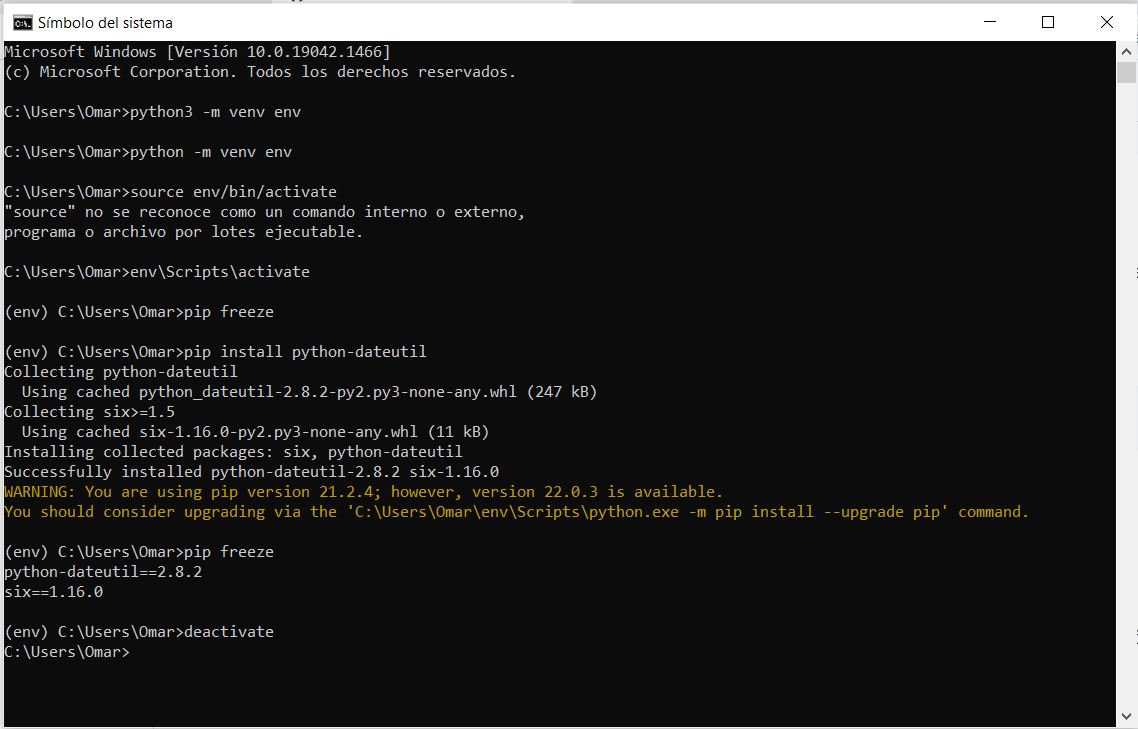 Símbolo del sistema
Microsoft Windows [Versión 10.0.19042.1466]
(c) Microsoft Corporation. Todos los derechos reservados.
C:\Users\Omar>python3 -m venv env
C:\Users\Omar>python -m venv env
C:\Users\Omar>source env/bin/activate
"source" no se reconoce como un comando interno o externo,
programa o archivo por lotes ejecutable.
C:\Users\Omar>env\Scripts\activate
(env) C:\Users\Omar>pip freeze
(env) C:\Users\Omar>pip install python-dateutil
Collecting python-dateutil
  Using cached python_dateutil-2.8.2-py2.py3-none-any.whl (247 kB)
Collecting six>=1.5
  Using cached six-1.16.0-py2.py3-none-any.whl (11 kB)
Installing collected packages: six, python-dateutil
Successfully installed python-dateutil-2.8.2 six-1.16.0
WARNING: You are using pip version 21.2.4; however, version 22.0.3 is available.
You should consider upgrading via the 'C:\Users\Omar\env\Scripts\python.exe -m pip install --upgrade pip' command.
(env) C:\Users\Omar>pip freeze
python-dateutil==2.8.2
six==1.16.0
(env) C:\Users\Omar>deactivate
C:\Users\Omar>